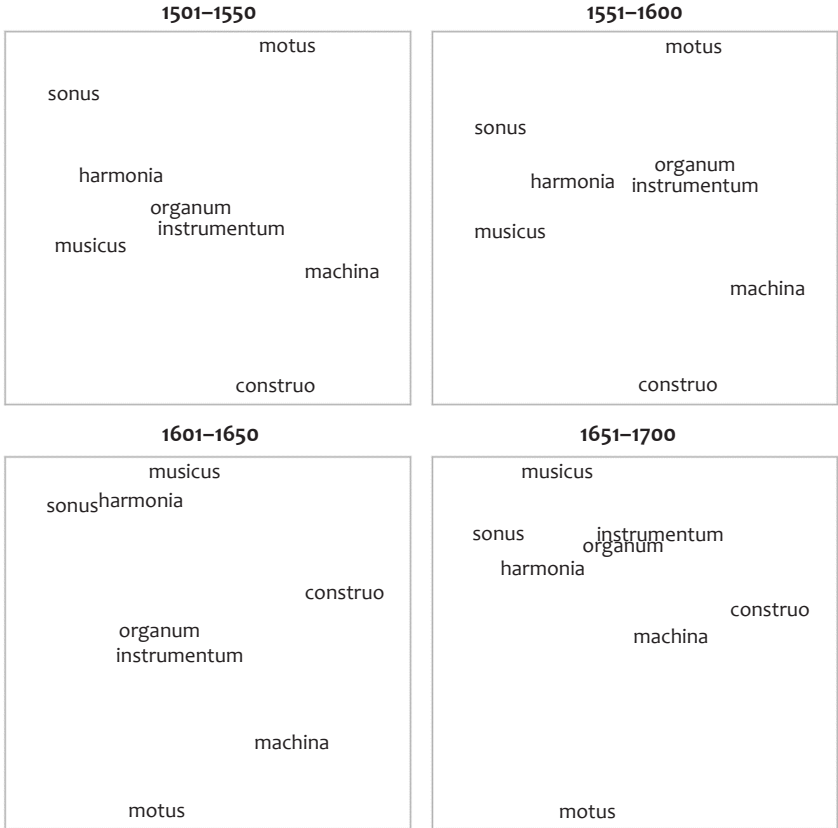 1501–1550
motus
sonus
harmonia
organum
instrumentum
musicus
machina
construo
1551–1600
motus
sonus
organum
harmonia
instrumentum
musicus
machina
construo
1601–1650
musicus
sonus harmonia
construo
organum
instrumentum
machina
motus
1651–1700
musicus
sonus
instrumentum
organum
harmonia
construo
machina
motus